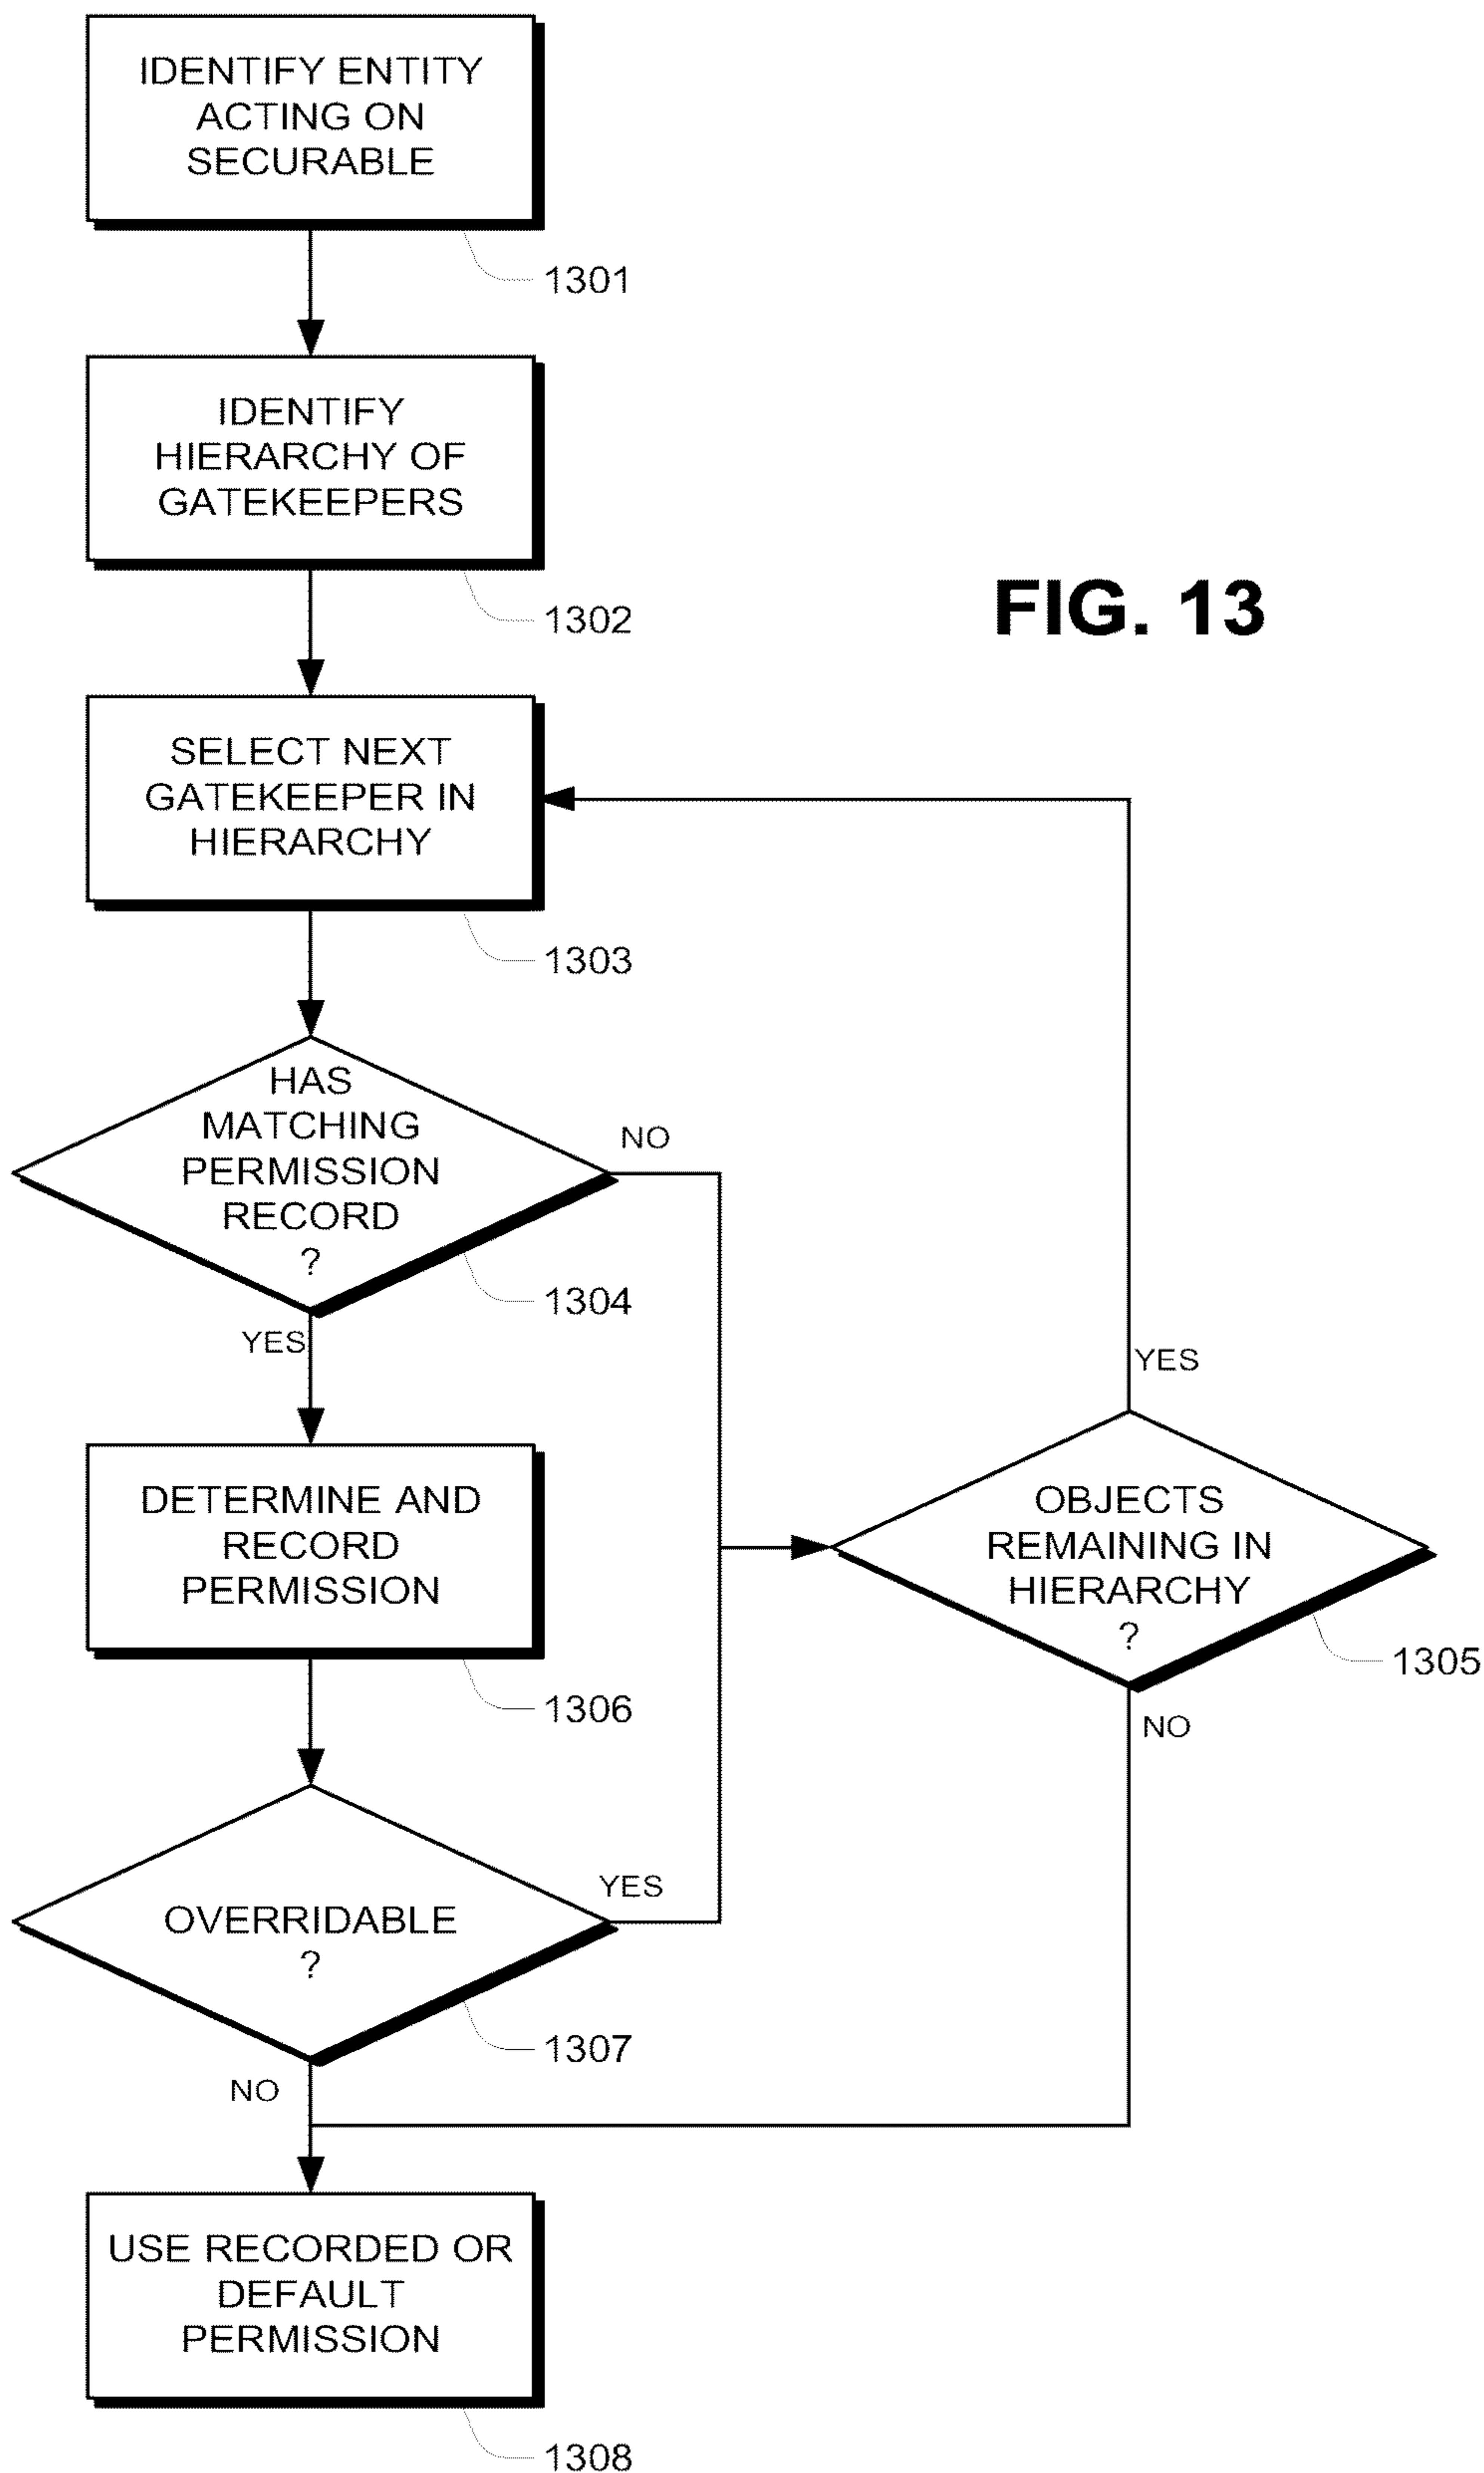 IDENTIFY ENTITY
ACTING ON
SECURABLE
1301
IDENTIFY
HIERARCHY OF
GATEKEEPERS
1302
FIG. 13
SELECT NEXT
GATEKEEPER IN
HIERARCHY
1303
HAS
MATCHING
PERMISSION
RECORD
?
NO
1304
YES
DETERMINE AND
RECORD
PERMISSION
1306
YES
OBJECTS
REMAINING IN
HIERARCHY
?
1305
NO
OVERRIDABLE
?
YES
1307
NO
USE RECORDED OR
DEFAULT
PERMISSION
1308